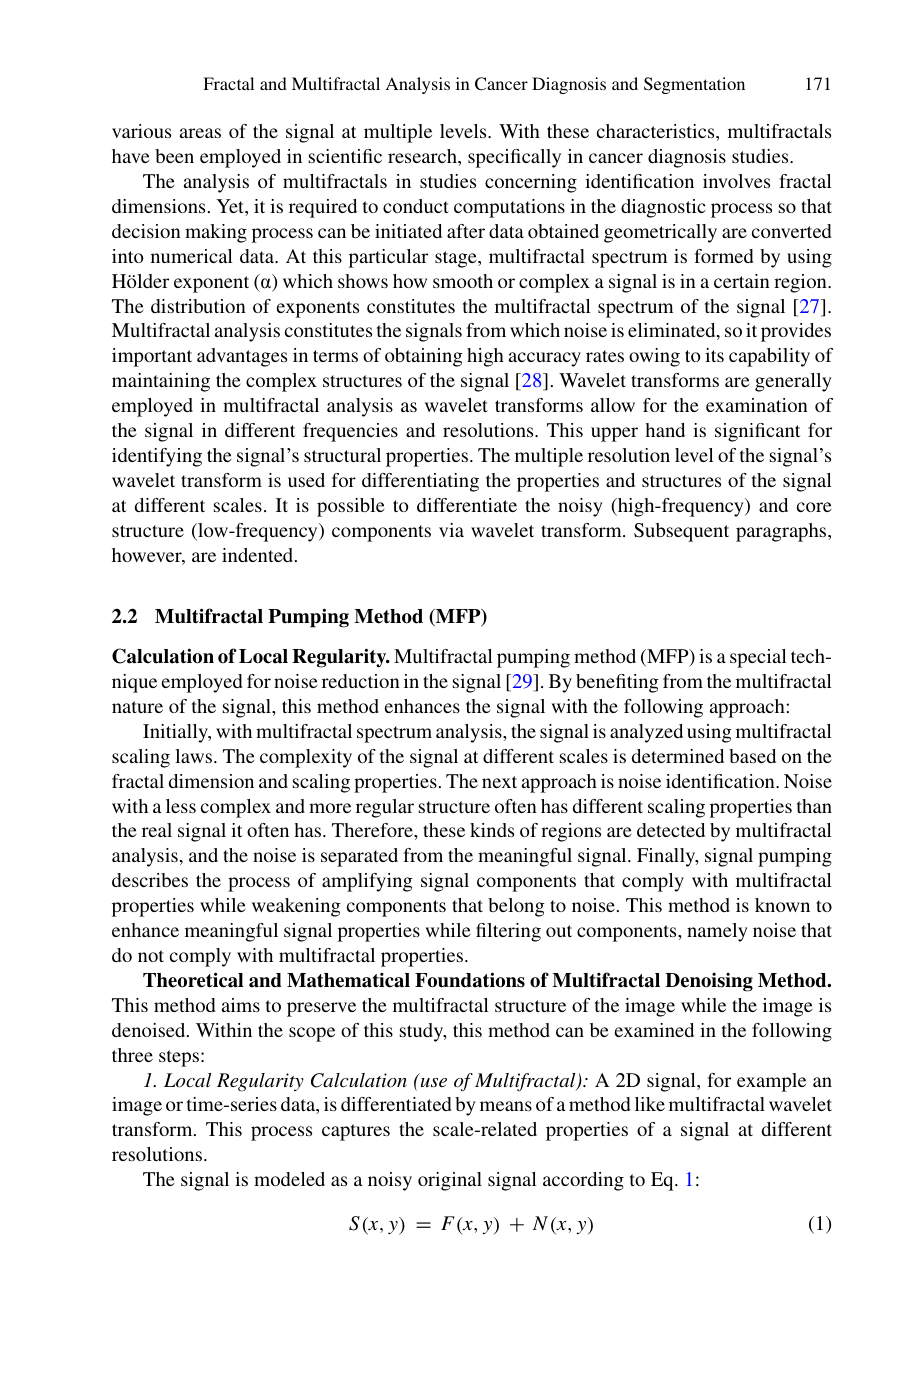 Fractal and Multifractal Analysis in Cancer Diagnosis and Segmentation 171
various areas of the signal at multiple levels. With these characteristics, multifractals
have been employed in scientific research, specifically in cancer diagnosis studies.
The analysis of multifractals in studies concerning identification involves fractal
dimensions. Yet, it is required to conduct computations in the diagnostic process so that
decision making process can be initiated after data obtained geometrically are converted
into numerical data. At this particular stage, multifractal spectrum is formed by using
Hölder exponent (α) which shows how smooth or complex a signal is in a certain region.
The distribution of exponents constitutes the multifractal spectrum of the signal [27].
Multifractal analysis constitutes the signals from which noise is eliminated, so it provides
important advantages in terms of obtaining high accuracy rates owing to its capability of
maintaining the complex structures of the signal [28]. Wavelet transforms are generally
employed in multifractal analysis as wavelet transforms allow for the examination of
the signal in different frequencies and resolutions. This upper hand is significant for
identifying the signal's structural properties. The multiple resolution level of the signal's
wavelet transform is used for differentiating the properties and structures of the signal
at different scales. It is possible to differentiate the noisy (high-frequency) and core
structure (low-frequency) components via wavelet transform. Subsequent paragraphs,
however, are indented.
2.2 Multifractal Pumping Method (MFP)
Calculation of Local Regularity. Multifractal pumping method (MFP) is a special tech-
nique employed for noise reduction in the signal [29]. By benefiting from the multifractal
nature of the signal, this method enhances the signal with the following approach:
Initially, with multifractal spectrum analysis, the signal is analyzed using multifractal
scaling laws. The complexity of the signal at different scales is determined based on the
fractal dimension and scaling properties. The next approach is noise identification. Noise
with a less complex and more regular structure often has different scaling properties than
the real signal it often has. Therefore, these kinds of regions are detected by multifractal
analysis, and the noise is separated from the meaningful signal. Finally, signal pumping
describes the process of amplifying signal components that comply with multifractal
properties while weakening components that belong to noise. This method is known to
enhance meaningful signal properties while filtering out components, namely noise that
do not comply with multifractal properties.
Theoretical and Mathematical Foundations of Multifractal Denoising Method.
This method aims to preserve the multifractal structure of the image while the image is
denoised. Within the scope of this study, this method can be examined in the following
three steps:
1. Local Regularity Calculation (use of Multifractal): A 2D signal, for example an
image or time-series data, is differentiated by means of a method like multifractal wavelet
transform. This process captures the scale-related properties of a signal at different
resolutions.
The signal is modeled as a noisy original signal according to Eq. 1:
S(x, y) = F(x, y) + N(x, y) (1)